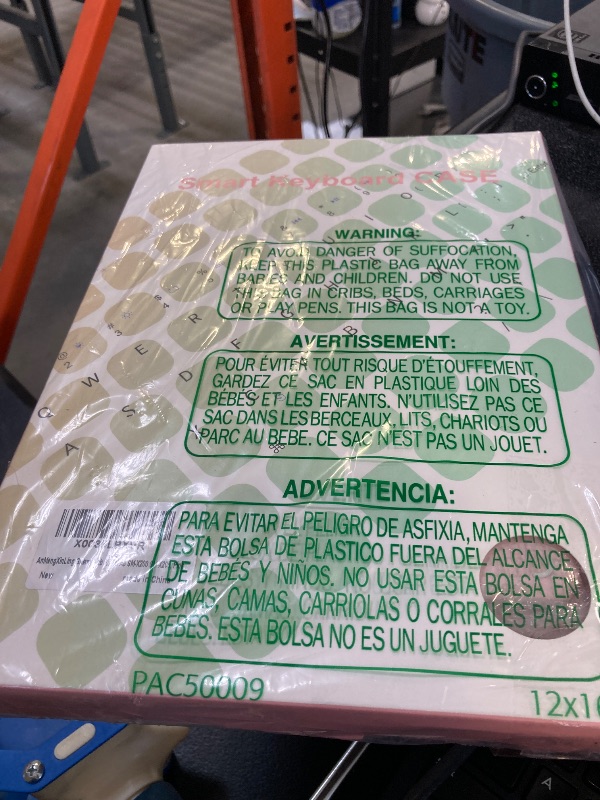 Smart Keyboard CASE
WARNING:
TO AVOID DANGER OF SUFFOCATION,
KEEP THIS PLASTIC BAG AWAY FROM
BABIES AND CHILDREN. DO NOT USE
THIS BAG IN CRIBS, BEDS, CARRIAGES
OR PLAY PENS. THIS BAG IS NOT A TOY.
AVERTISSEMENT:
POUR ÉVITER TOUT RISQUE D'ÉTOUFFEMENT,
GARDEZ CE SAC EN PLASTIQUE LOIN DES
BÉBÉS ET LES ENFANTS. N'UTILISEZ PAS CE
SAC DANS LES BERCEAUX, LITS, CHARIOTS OU
PARC AU BEBE. CE SAC N'EST PAS UN JOUET.
ADVERTENCIA:
PARA EVITAR EL PELIGRO DE ASFIXIA, MANTENGA
ESTA BOLSA DE PLASTICO FUERA DEL ALCANCE
DE BEBÉS Y NIÑOS. NO USAR ESTA BOLSA EN
CUNAS, CAMAS, CARRIOLAS O CORRALES PARA
BEBÉS. ESTA BOLSA NO ES UN JUGUETE.
PAC50009
12x1
Q W E R
A S D F
New